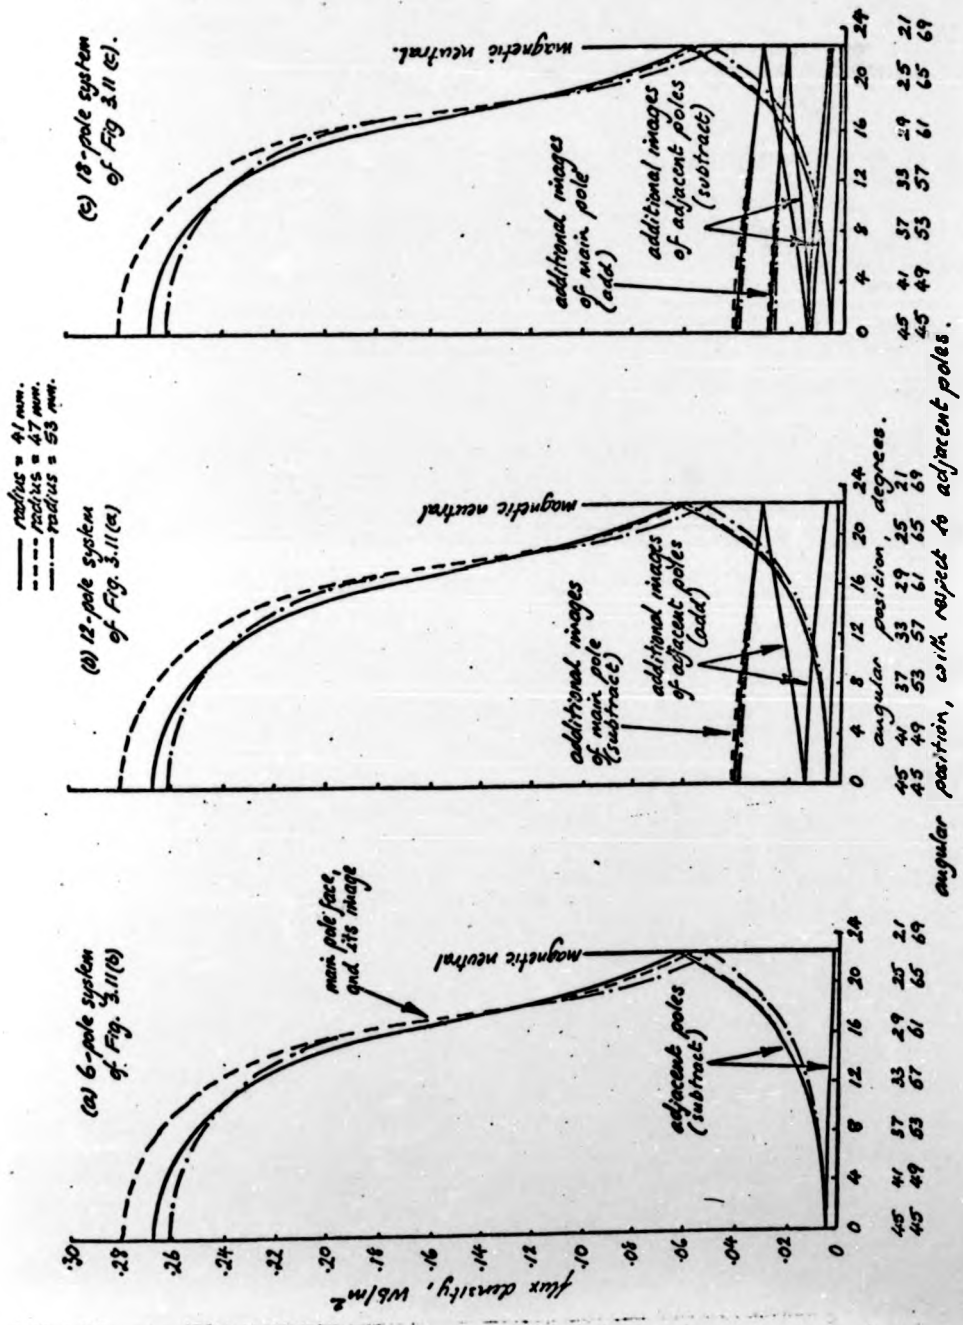 radius = 41 mm.
radius = 47 mm.
radius = 53 mm.
(a) 6-pole system
of Fig. 3.11(b)
(b) 12-pole system
of Fig. 3.11(a)
(c) 18-pole system
of Fig 3.11(c).
flux density, Wb/m²
.30
.28
.26
.24
.22
.20
.18
.16
.14
.12
.10
.08
.06
.04
.02
0
main pole face,
and its image
magnetic neutral
adjacent poles
(subtract)
0 4 8 12 16 20 24
45 41 37 33 29 25 21
45 49 53 57 61 65 69
magnetic neutral
additional images
of main pole
(subtract)
additional images
of adjacent poles
(add)
0 4 8 12 16 20 24
angular position, degrees.
45 41 37 33 29 25 21
45 49 53 57 61 65 69
magnetic neutral.
additional images
of main pole
(add)
additional images
of adjacent poles
(subtract)
0 4 8 12 16 20 24
45 41 37 33 29 25 21
45 49 53 57 61 65 69
angular position, with respect to adjacent poles.